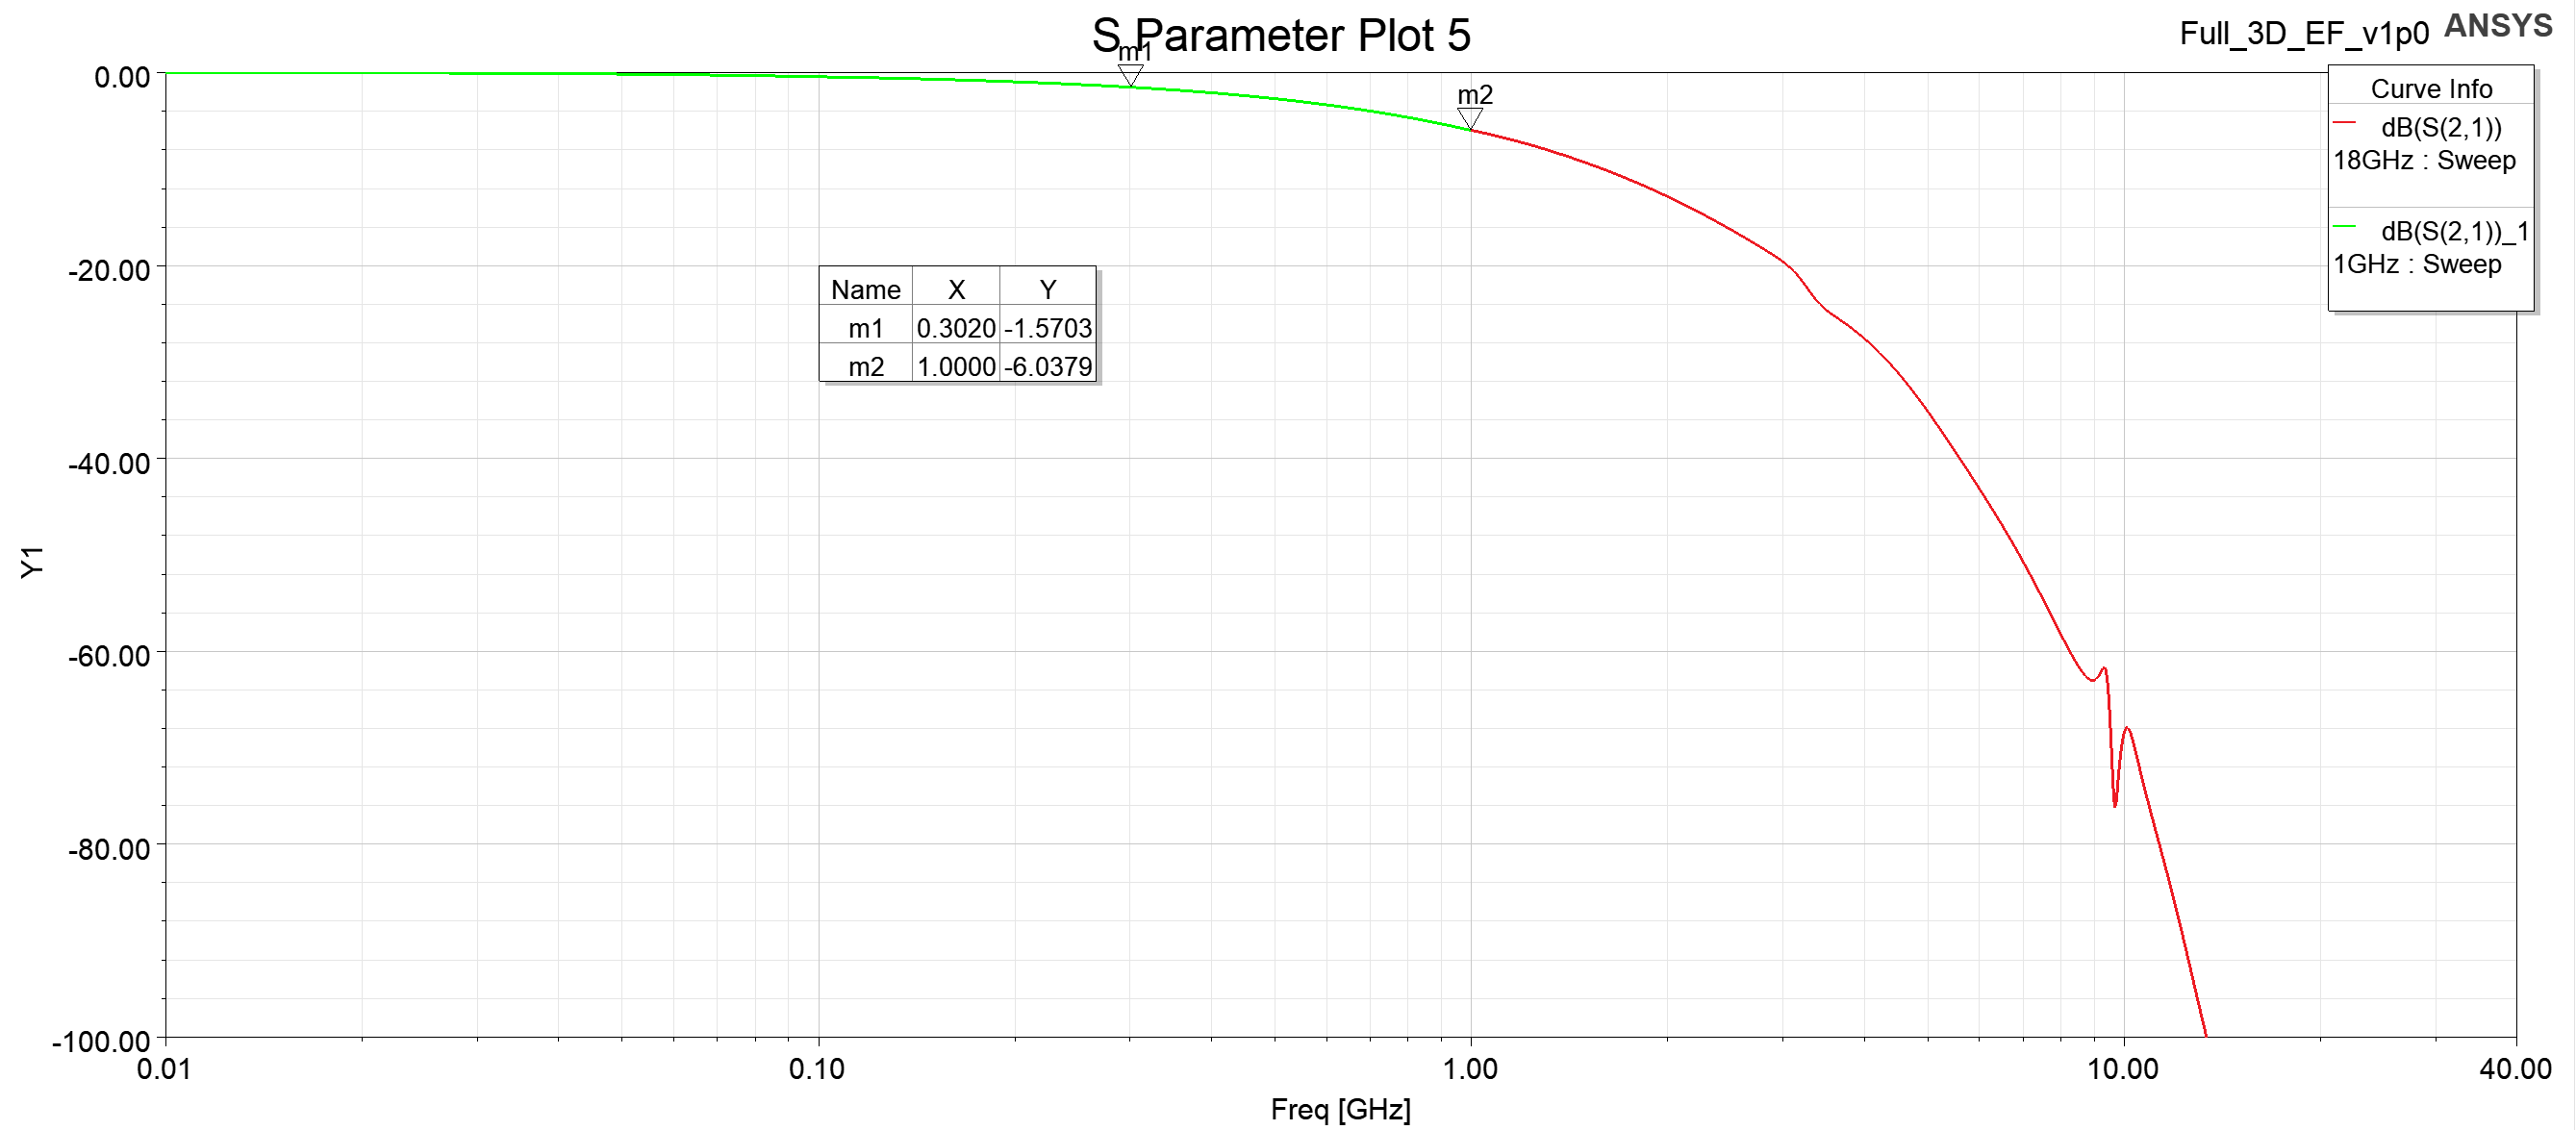 S Parameter Plot 5
Full_3D_EF_v1p0 ANSYS
m1
m2
Curve Info
dB(S(2,1))
18GHz : Sweep
dB(S(2,1))_1
1GHz : Sweep
Name X Y
m1 0.3020 -1.5703
m2 1.0000 -6.0379
Y1
0.00
-20.00
-40.00
-60.00
-80.00
-100.00
0.01 0.10 1.00 10.00 40.00
Freq [GHz]